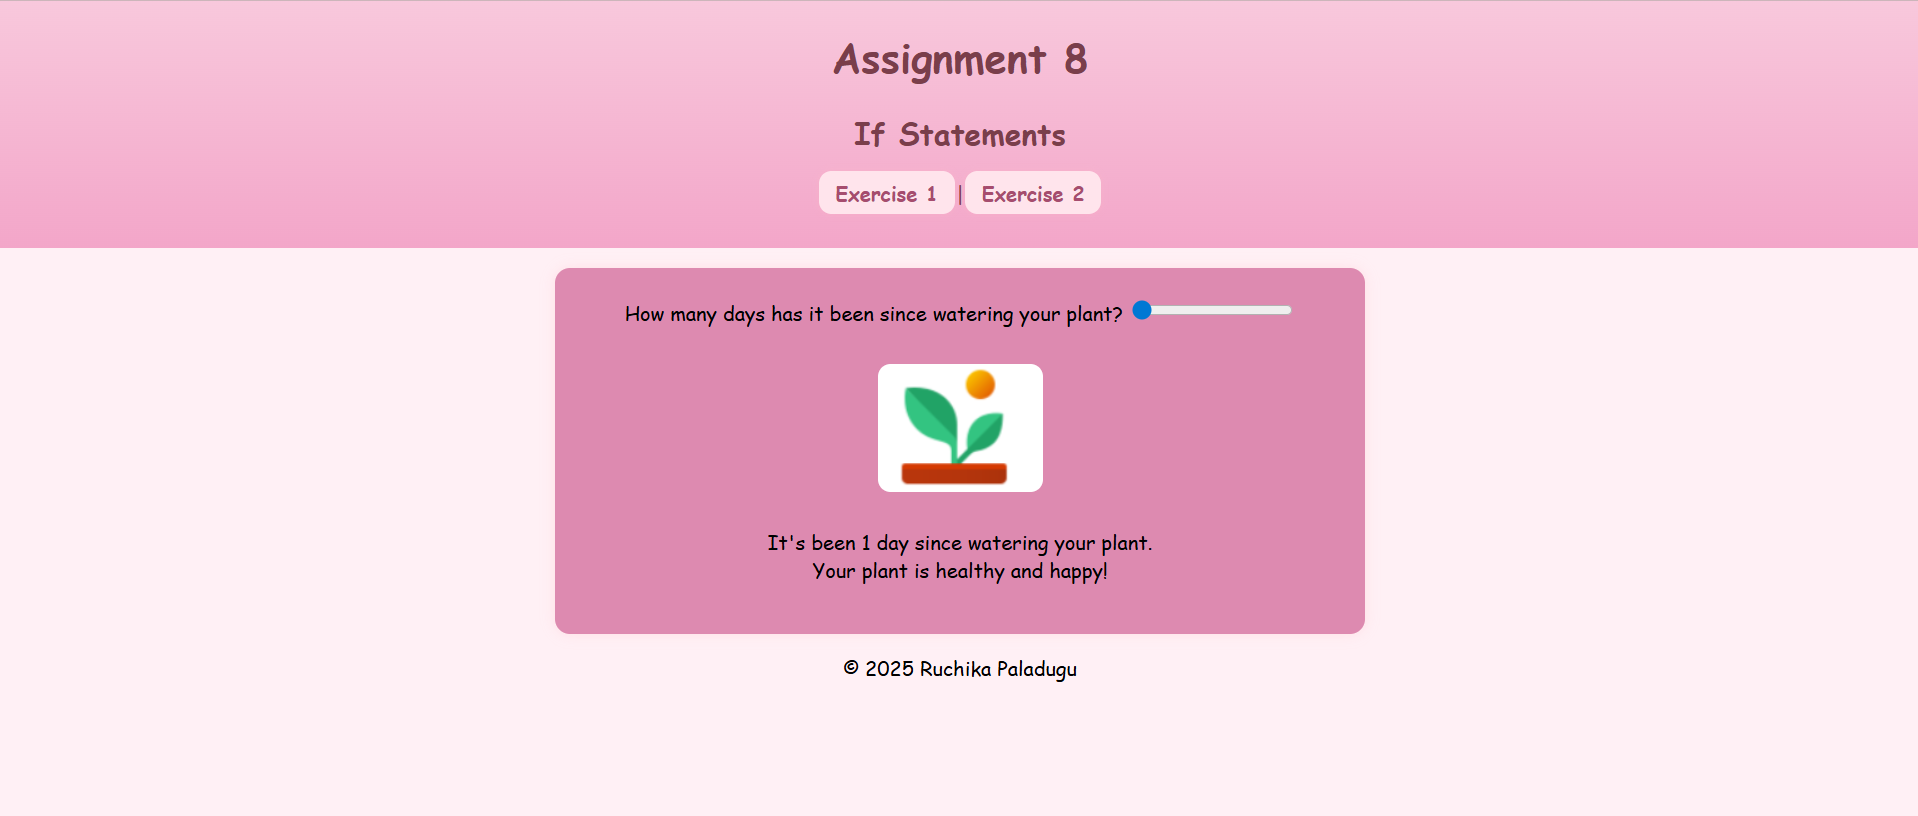 Assignment 8
If Statements
Exercise 1 | Exercise 2
How many days has it been since watering your plant?
It's been 1 day since watering your plant.
Your plant is healthy and happy!
© 2025 Ruchika Paladugu